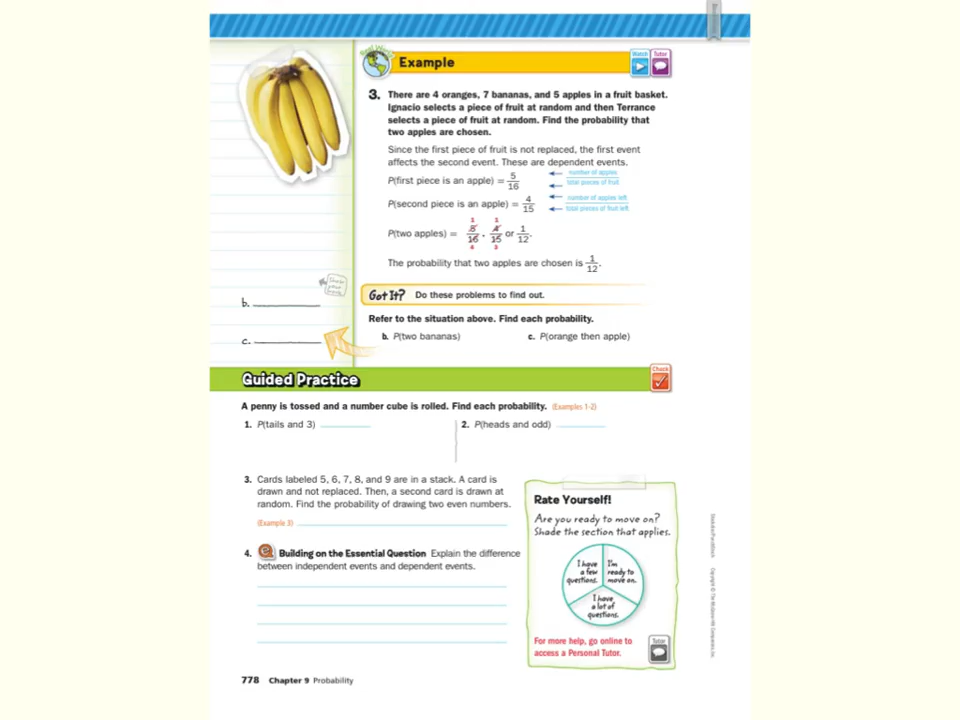 Real World
Example
Watch
Tutor
3. There are 4 oranges, 7 bananas, and 5 apples in a fruit basket.
Ignacio selects a piece of fruit at random and then Terrance
selects a piece of fruit at random. Find the probability that
two apples are chosen.
Since the first piece of fruit is not replaced, the first event
affects the second event. These are dependent events.
P(first piece is an apple) = 5/16
number of apples
total pieces of fruit
P(second piece is an apple) = 4/15
number of apples left
total pieces of fruit left
P(two apples) = 5/16 · 4/15 or 1/12.
1 1
4 3
The probability that two apples are chosen is 1/12.
Show your work.
Got It? Do these problems to find out.
Refer to the situation above. Find each probability.
b. P(two bananas)
c. P(orange then apple)
b.
c.
Guided Practice
Check
A penny is tossed and a number cube is rolled. Find each probability. (Examples 1-2)
1. P(tails and 3)
2. P(heads and odd)
3. Cards labeled 5, 6, 7, 8, and 9 are in a stack. A card is
drawn and not replaced. Then, a second card is drawn at
random. Find the probability of drawing two even numbers.
(Example 3)
4. Building on the Essential Question Explain the difference
between independent events and dependent events.
Rate Yourself!
Are you ready to move on?
Shade the section that applies.
I have
a few
questions.
I'm
ready to
move on.
I have
a lot of
questions.
For more help, go online to
access a Personal Tutor.
Tutor
778 Chapter 9 Probability